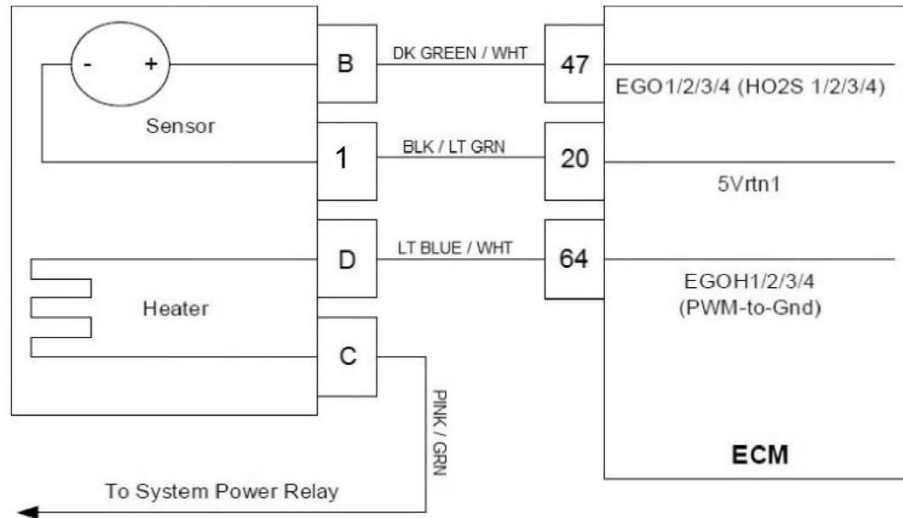 -
+
Sensor
B
DK GREEN / WHT
47
EGO1/2/3/4 (HO2S 1/2/3/4)
1
BLK / LT GRN
20
5Vrtn1
D
LT BLUE / WHT
64
EGOH1/2/3/4
(PWM-to-Gnd)
Heater
C
PINK / GRN
ECM
To System Power Relay